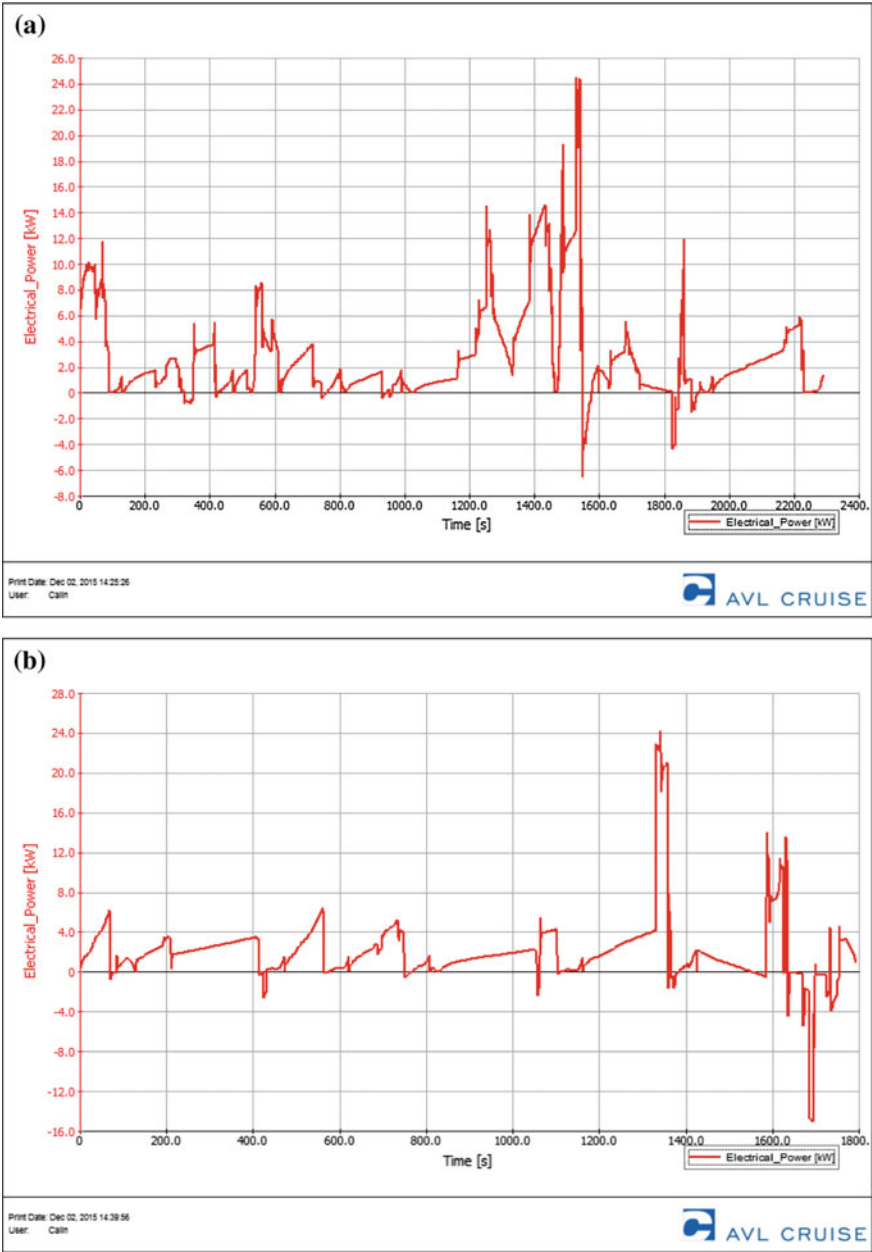 (a)
26.0
24.0
22.0
20.0
18.0
16.0
14.0
12.0
10.0
8.0
6.0
4.0
2.0
0
-2.0
-4.0
-6.0
-8.0
Electrical_Power [kW]
0 200.0 400.0 600.0 800.0 1000.0 1200.0 1400.0 1600.0 1800.0 2000.0 2200.0 2400.
Time [s]
Electrical_Power [kW]
Print Date: Dec 02, 2015 14:25:26
User: Calin
AVL CRUISE
(b)
28.0
24.0
20.0
16.0
12.0
8.0
4.0
0
-4.0
-8.0
-12.0
-16.0
Electrical_Power [kW]
0 200.0 400.0 600.0 800.0 1000.0 1200.0 1400.0 1600.0 1800.
Time [s]
Electrical_Power [kW]
Print Date: Dec 02, 2015 14:39:56
User: Calin
AVL CRUISE